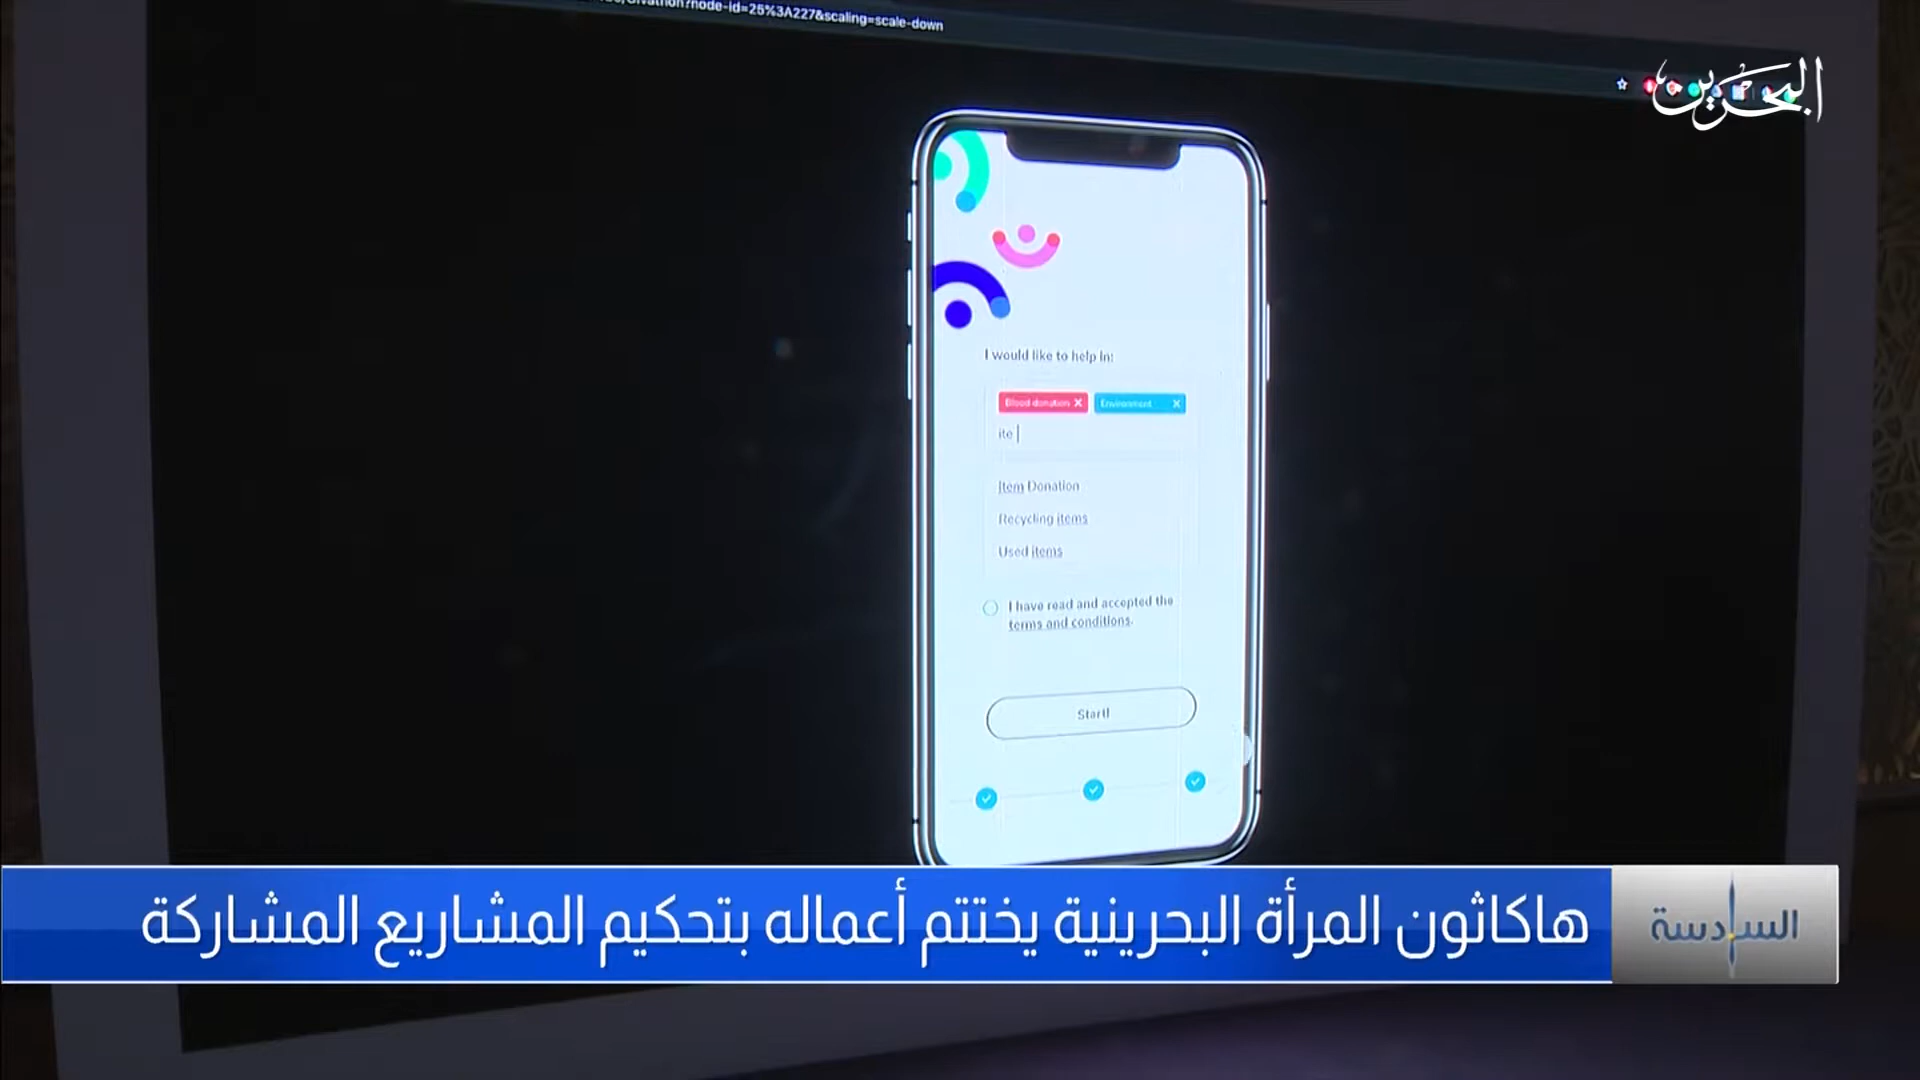 node-id=25%3A227&scaling=scale-down
البحرين
I would like to help in:
Blood donation ×
Environment ×
ite
Item Donation
Recycling items
Used items
I have read and accepted the
terms and conditions.
Start!
السادسة
هاكاثون المرأة البحرينية يختتم أعماله بتحكيم المشاريع المشاركة